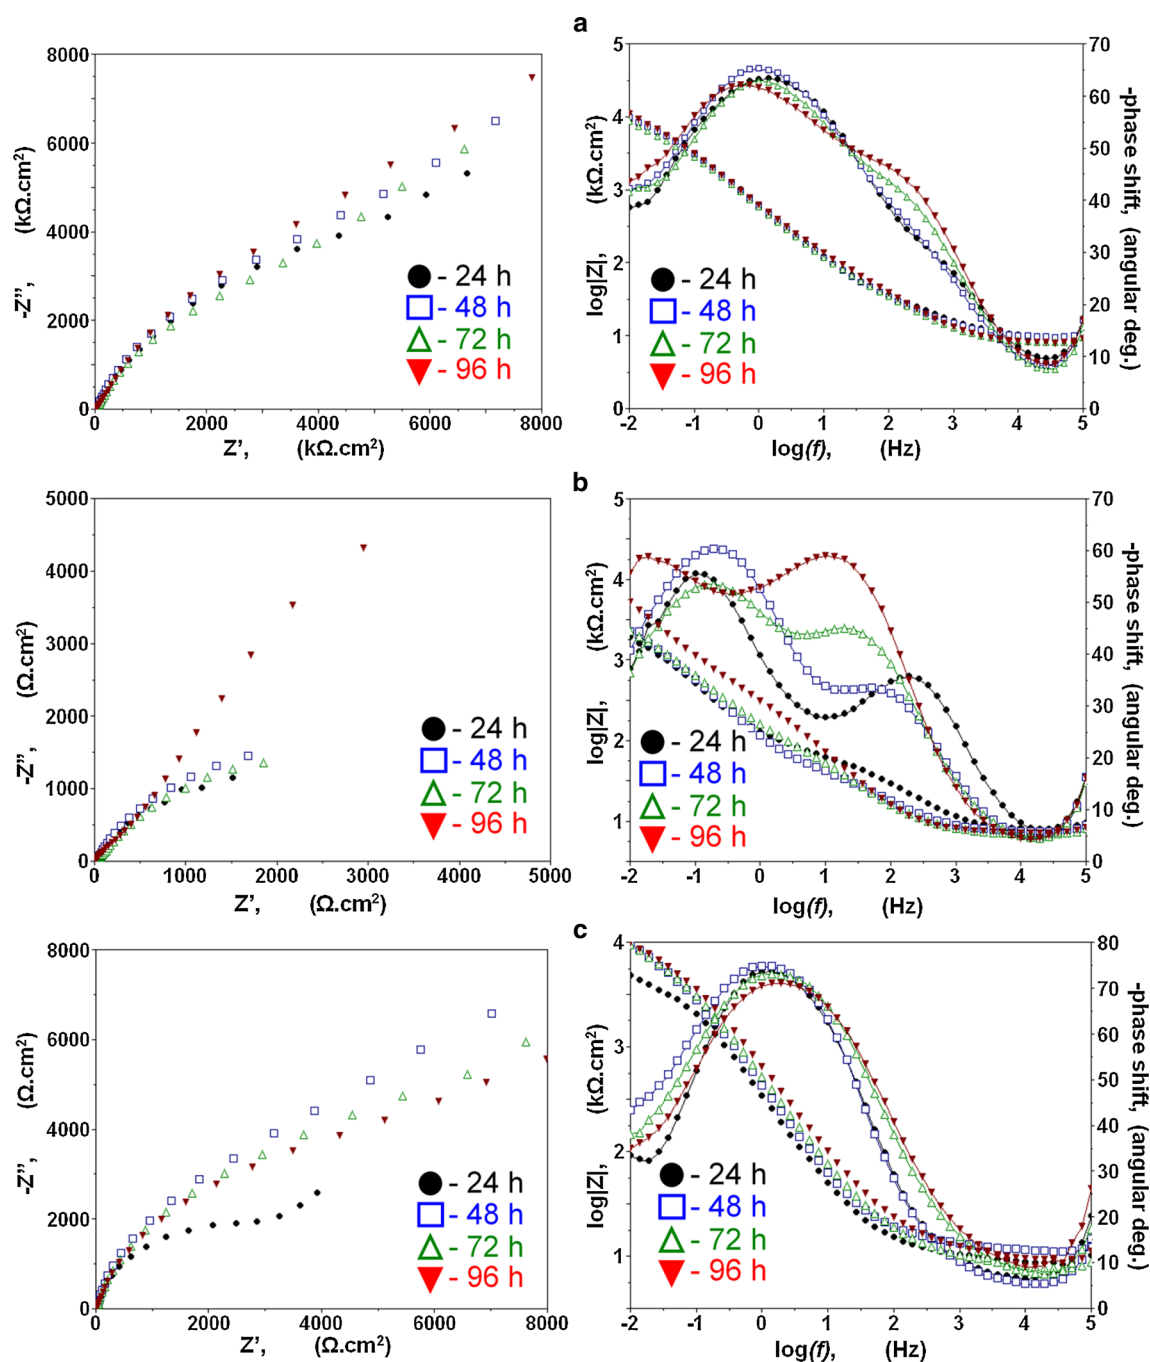 a
8000
6000
4000
2000
0
-Z’’, (kΩ.cm²)
0 2000 4000 6000 8000
Z’, (kΩ.cm²)
- 24 h
- 48 h
- 72 h
- 96 h
5
4
3
2
1
0
log|Z|, (kΩ.cm²)
70
60
50
40
30
20
10
0
-phase shift, (angular deg.)
-2 -1 0 1 2 3 4 5
log(f), (Hz)
- 24 h
- 48 h
- 72 h
- 96 h
b
5000
4000
3000
2000
1000
0
-Z’’, (Ω.cm²)
0 1000 2000 3000 4000 5000
Z’, (Ω.cm²)
- 24 h
- 48 h
- 72 h
- 96 h
5
4
3
2
1
log|Z|, (kΩ.cm²)
70
60
50
40
30
20
10
0
-phase shift, (angular deg.)
-2 -1 0 1 2 3 4 5
log(f), (Hz)
- 24 h
- 48 h
- 72 h
- 96 h
c
8000
6000
4000
2000
0
-Z’’, (Ω.cm²)
0 2000 4000 6000 8000
Z’, (Ω.cm²)
- 24 h
- 48 h
- 72 h
- 96 h
4
3
2
1
log|Z|, (kΩ.cm²)
80
70
60
50
40
30
20
10
0
-phase shift, (angular deg.)
-2 -1 0 1 2 3 4 5
log(f), (Hz)
- 24 h
- 48 h
- 72 h
- 96 h